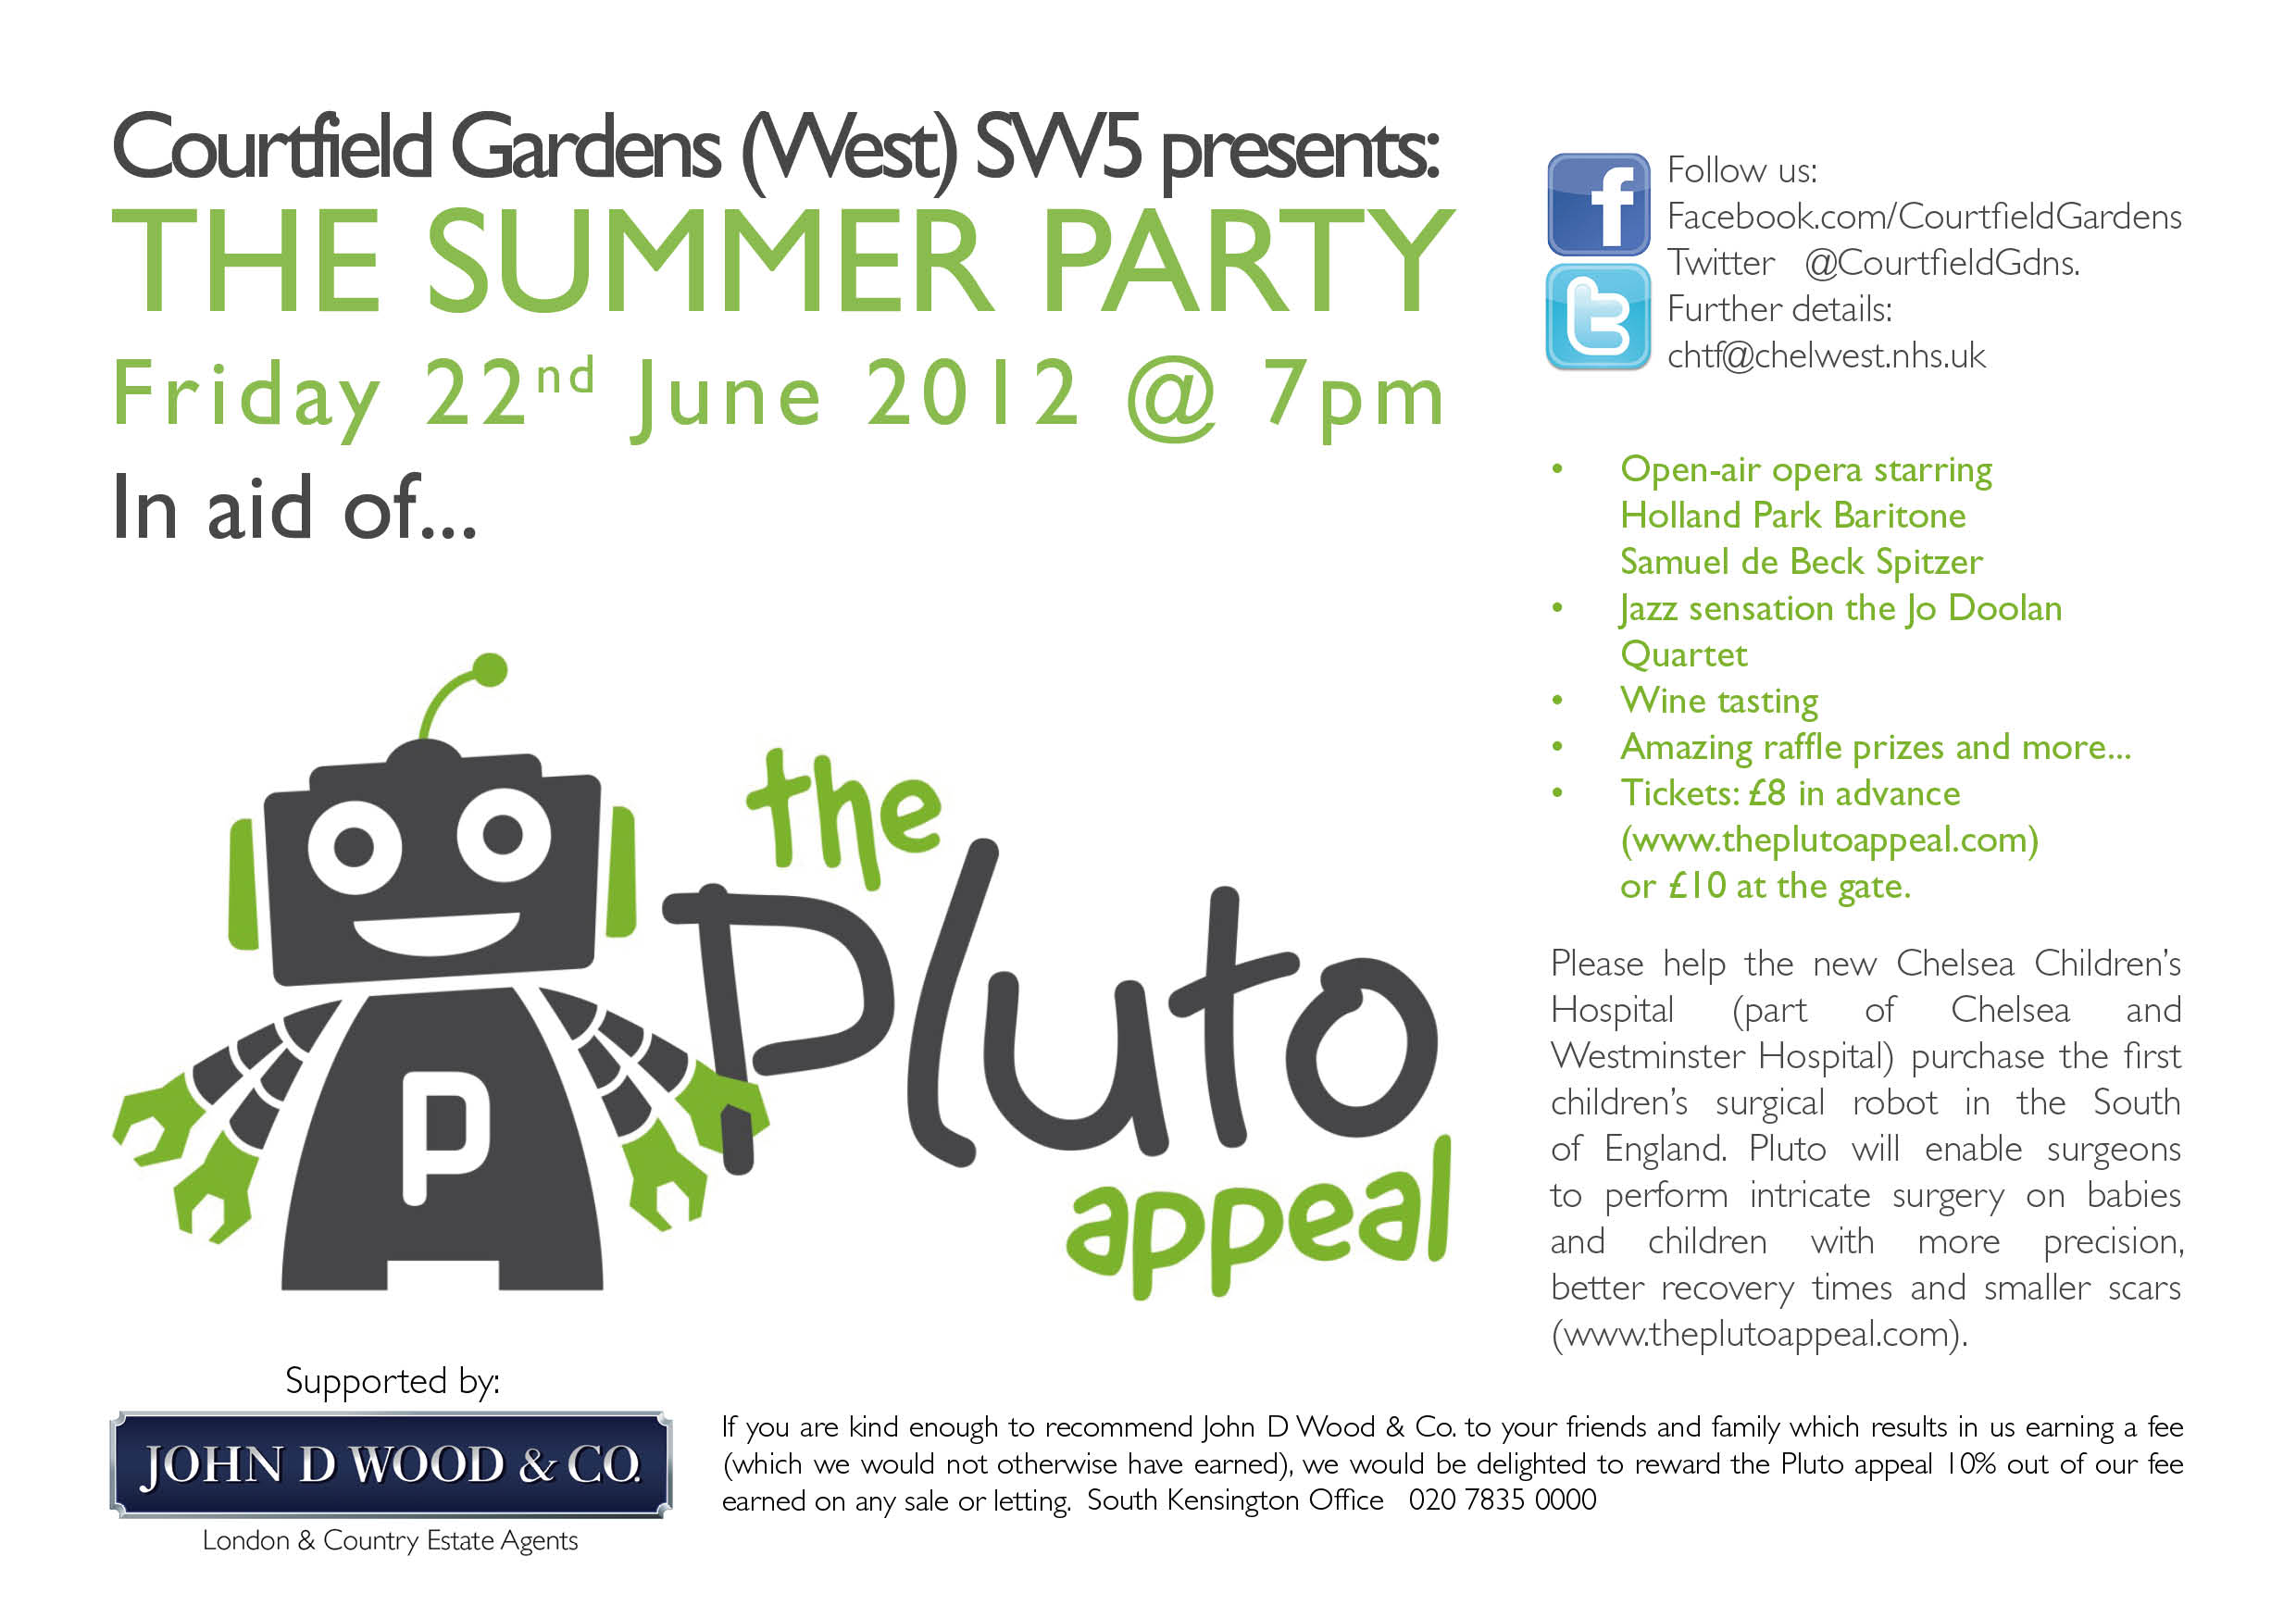 Courtfield Gardens (West) SW5 presents:
THE SUMMER PARTY
Friday 22nd June 2012 @ 7pm
In aid of...
the
Pluto
appeal
P
Supported by:
JOHN D WOOD & CO.
London & Country Estate Agents
f
Follow us:
Facebook.com/CourtfieldGardens
t
Twitter @CourtfieldGdns.
Further details:
chtf@chelwest.nhs.uk
• Open-air opera starring
Holland Park Baritone
Samuel de Beck Spitzer
• Jazz sensation the Jo Doolan
Quartet
• Wine tasting
• Amazing raffle prizes and more...
• Tickets: £8 in advance
(www.theplutoappeal.com)
or £10 at the gate.
Please help the new Chelsea Children's
Hospital (part of Chelsea and
Westminster Hospital) purchase the first
children's surgical robot in the South
of England. Pluto will enable surgeons
to perform intricate surgery on babies
and children with more precision,
better recovery times and smaller scars
(www.theplutoappeal.com).
If you are kind enough to recommend John D Wood & Co. to your friends and family which results in us earning a fee
(which we would not otherwise have earned), we would be delighted to reward the Pluto appeal 10% out of our fee
earned on any sale or letting. South Kensington Office 020 7835 0000